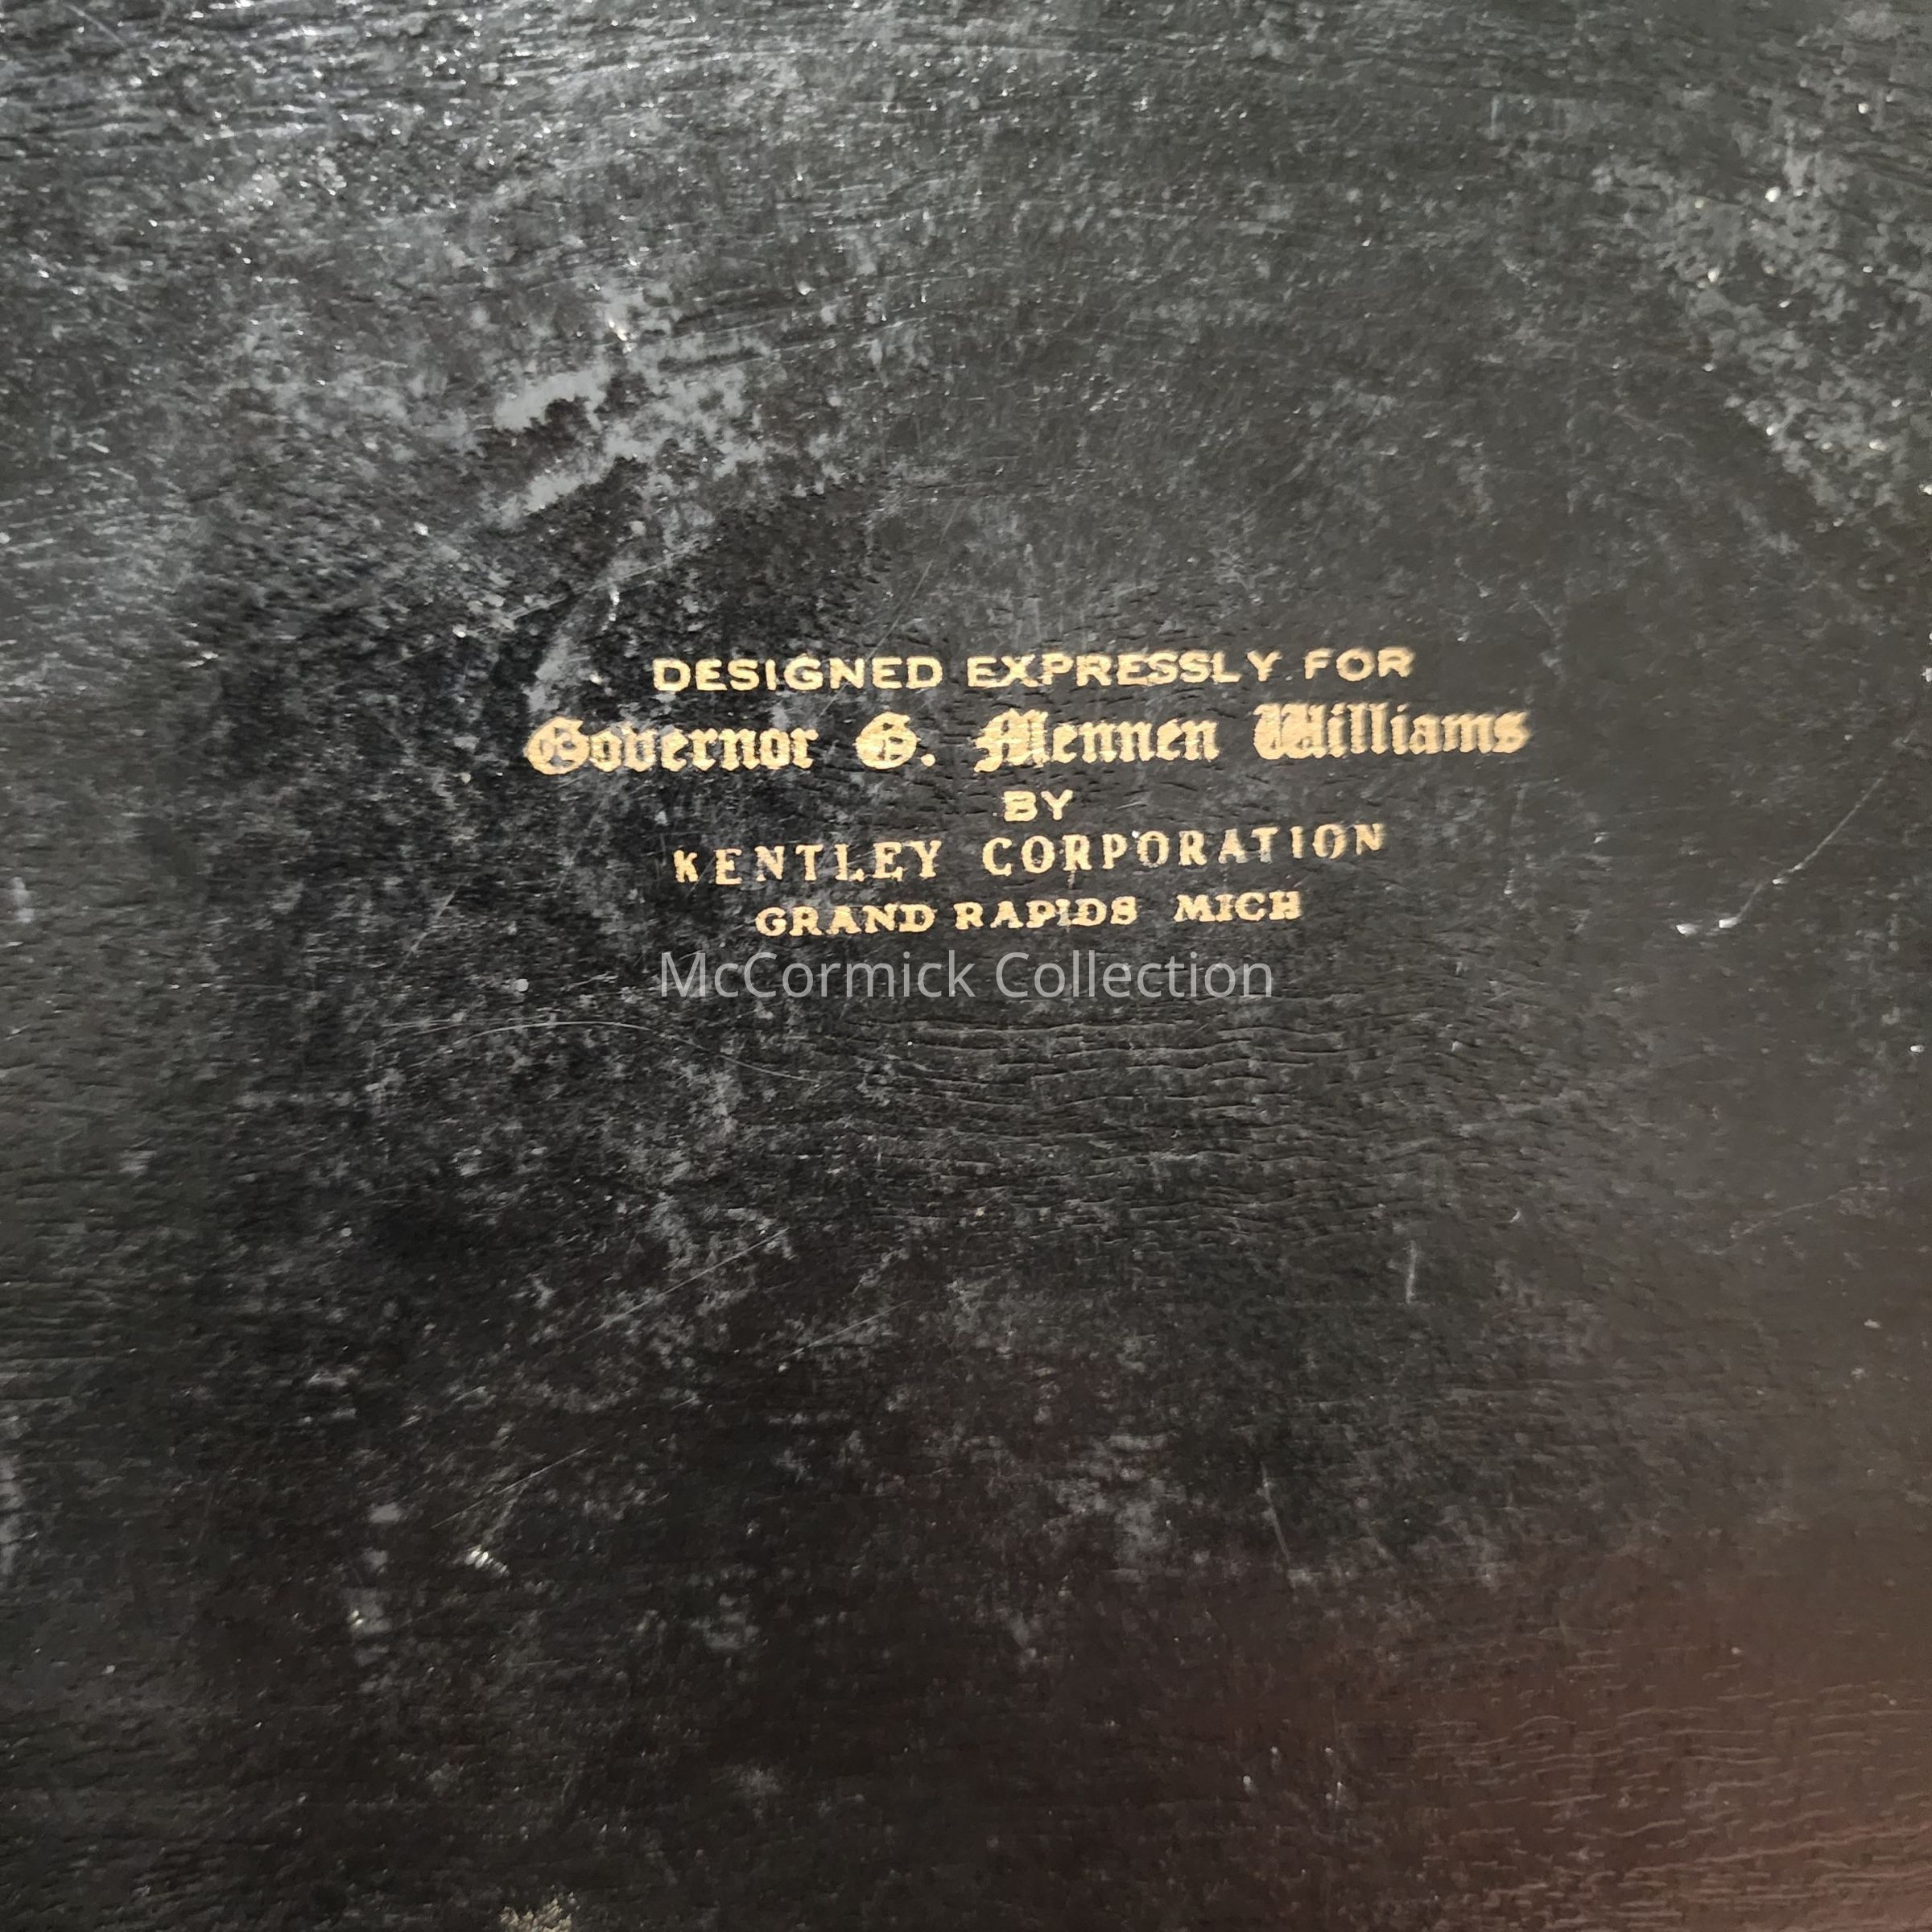 DESIGNED EXPRESSLY FOR
Governor G. Mennen Williams
BY
KENTLEY CORPORATION
GRAND RAPIDS MICH
McCormick Collection